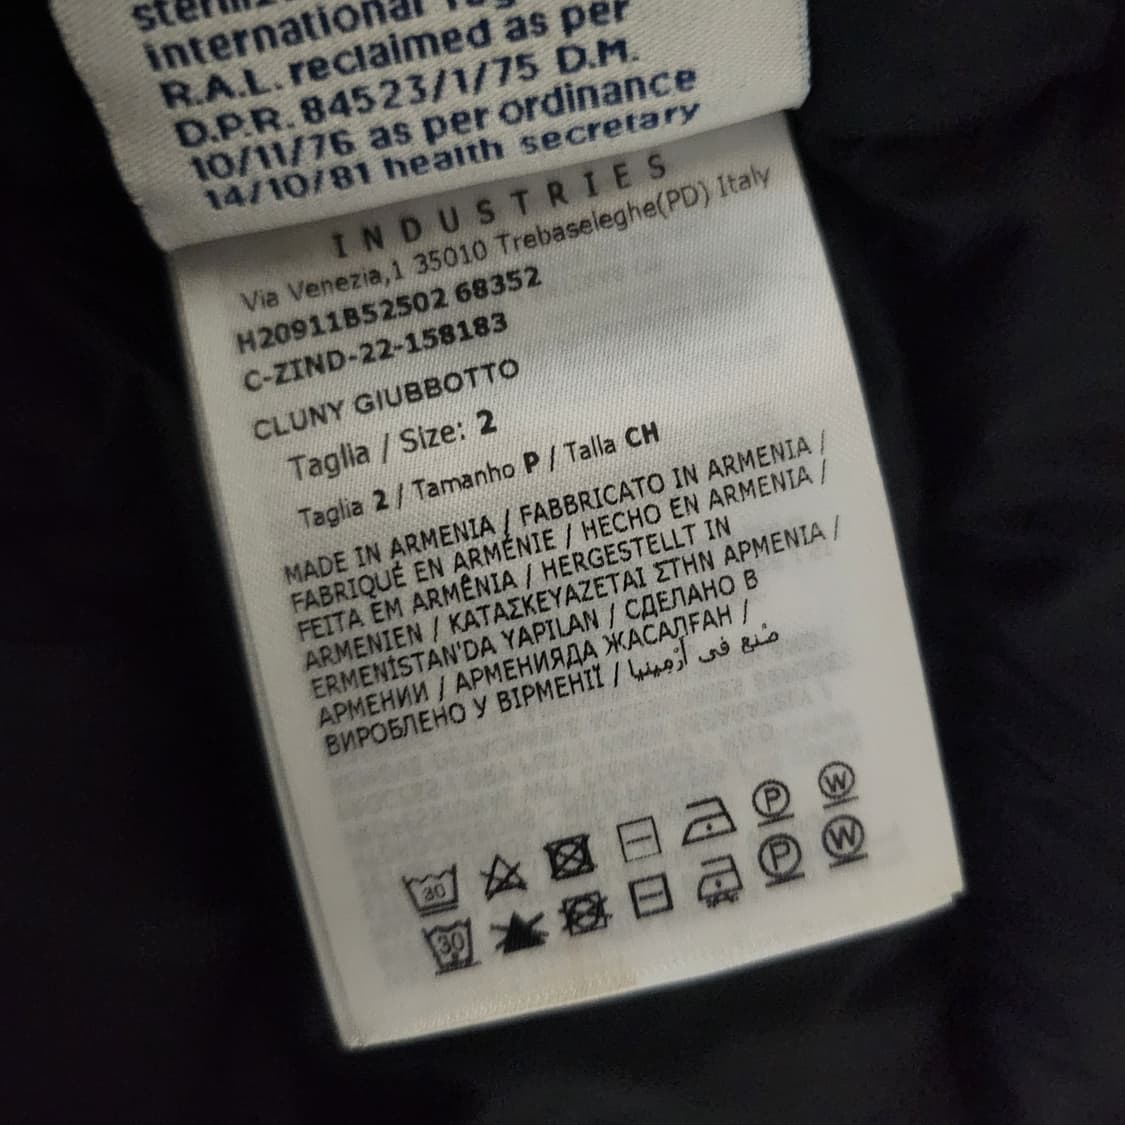 international
R.A.L. reclaimed as per
D.P.R. 84523/1/75 D.M.
10/11/76 as per ordinance
14/10/81 health secretary
INDUSTRIES
Via Venezia,1 35010 Trebaseleghe(PD) Italy
H20911B52502 68352
C-ZIND-22-158183
CLUNY GIUBBOTTO
Taglia / Size: 2
Taglia 2 / Tamanho P / Talla CH
MADE IN ARMENIA / FABBRICATO IN ARMENIA /
FABRIQUÉ EN ARMÉNIE / HECHO EN ARMENIA /
FEITA EM ARMÊNIA / HERGESTELLT IN
ARMENIEN / ΚΑΤΑΣΚΕΥΑΖΕΤΑΙ ΣΤΗΝ ΑΡΜΕΝΙΑ /
ERMENİSTAN'DA YAPILAN / СДЕЛАНО В
АРМЕНИИ / АРМЕНИЯДА ЖАСАЛҒАН /
ВИРОБЛЕНО У ВІРМЕНІЇ / صُنع في أرمينيا
30 P W
30 P W